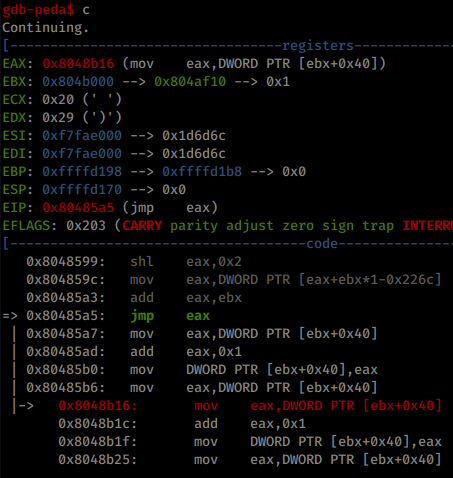 gdb-peda$ c
Continuing.
[----------------------------------registers-----------------
EAX: 0x8048b16 (mov    eax,DWORD PTR [ebx+0x40])
EBX: 0x804b000 --> 0x804af10 --> 0x1
ECX: 0x20 (' ')
EDX: 0x29 (')')
ESI: 0xf7fae000 --> 0x1d6d6c
EDI: 0xf7fae000 --> 0x1d6d6c
EBP: 0xffffd198 --> 0xffffd1b8 --> 0x0
ESP: 0xffffd170 --> 0x0
EIP: 0x80485a5 (jmp    eax)
EFLAGS: 0x203 (CARRY parity adjust zero sign trap INTERR
[-------------------------------------code-------------------
   0x8048599:   shl    eax,0x2
   0x804859c:   mov    eax,DWORD PTR [eax+ebx*1-0x226c]
   0x80485a3:   add    eax,ebx
=> 0x80485a5:   jmp    eax
 | 0x80485a7:   mov    eax,DWORD PTR [ebx+0x40]
 | 0x80485ad:   add    eax,0x1
 | 0x80485b0:   mov    DWORD PTR [ebx+0x40],eax
 | 0x80485b6:   mov    eax,DWORD PTR [ebx+0x40]
 |->   0x8048b16:       mov    eax,DWORD PTR [ebx+0x40]
       0x8048b1c:       add    eax,0x1
       0x8048b1f:       mov    DWORD PTR [ebx+0x40],eax
       0x8048b25:       mov    eax,DWORD PTR [ebx+0x40]